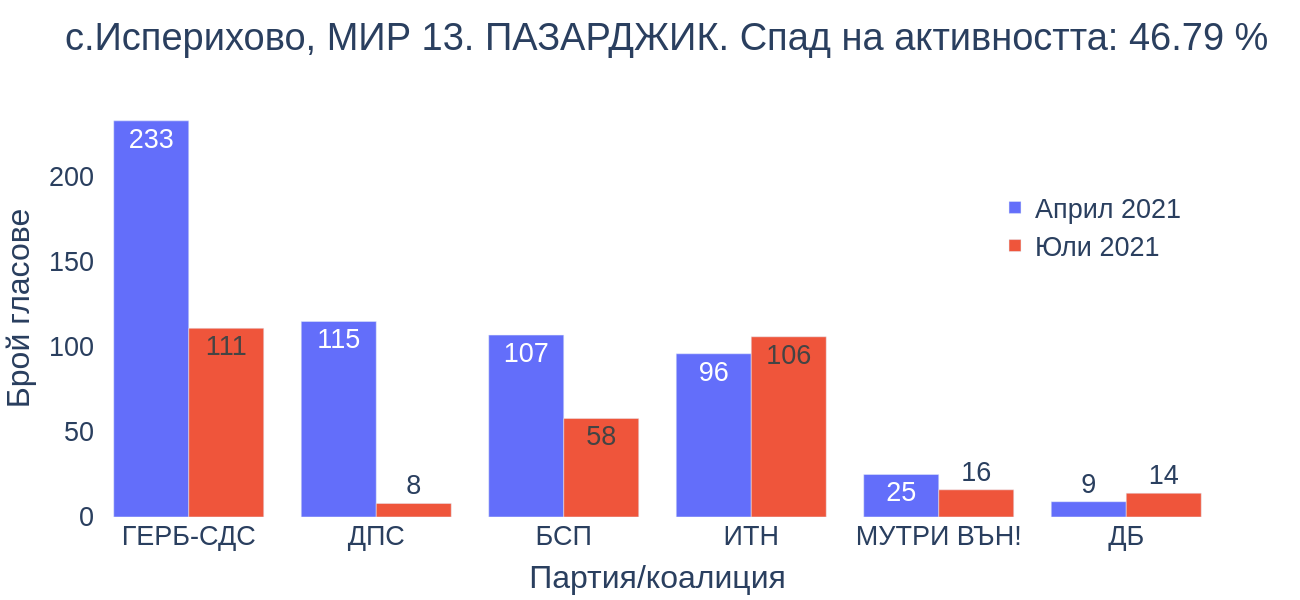 с.Исперихово, МИР 13. ПАЗАРДЖИК. Спад на активността: 46.79 %
Брой гласове
200
150
100
50
0
233
111
115
8
107
58
96
106
25
16
9
14
Април 2021
Юли 2021
ГЕРБ-СДС
ДПС
БСП
ИТН
МУТРИ ВЪН!
ДБ
Партия/коалиция